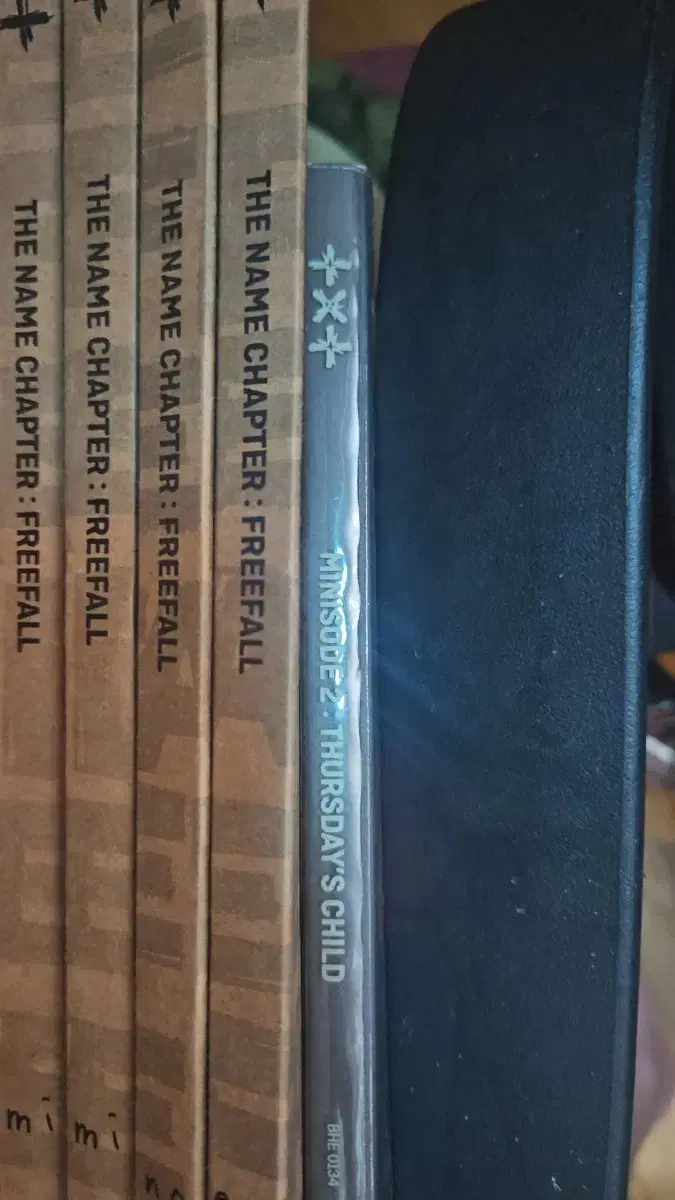 THE NAME CHAPTER : FREEFALL
mi
THE NAME CHAPTER : FREEFALL
mi
THE NAME CHAPTER : FREEFALL
THE NAME CHAPTER : FREEFALL
MINISODE 2 : THURSDAY'S CHILD
BHE 0134